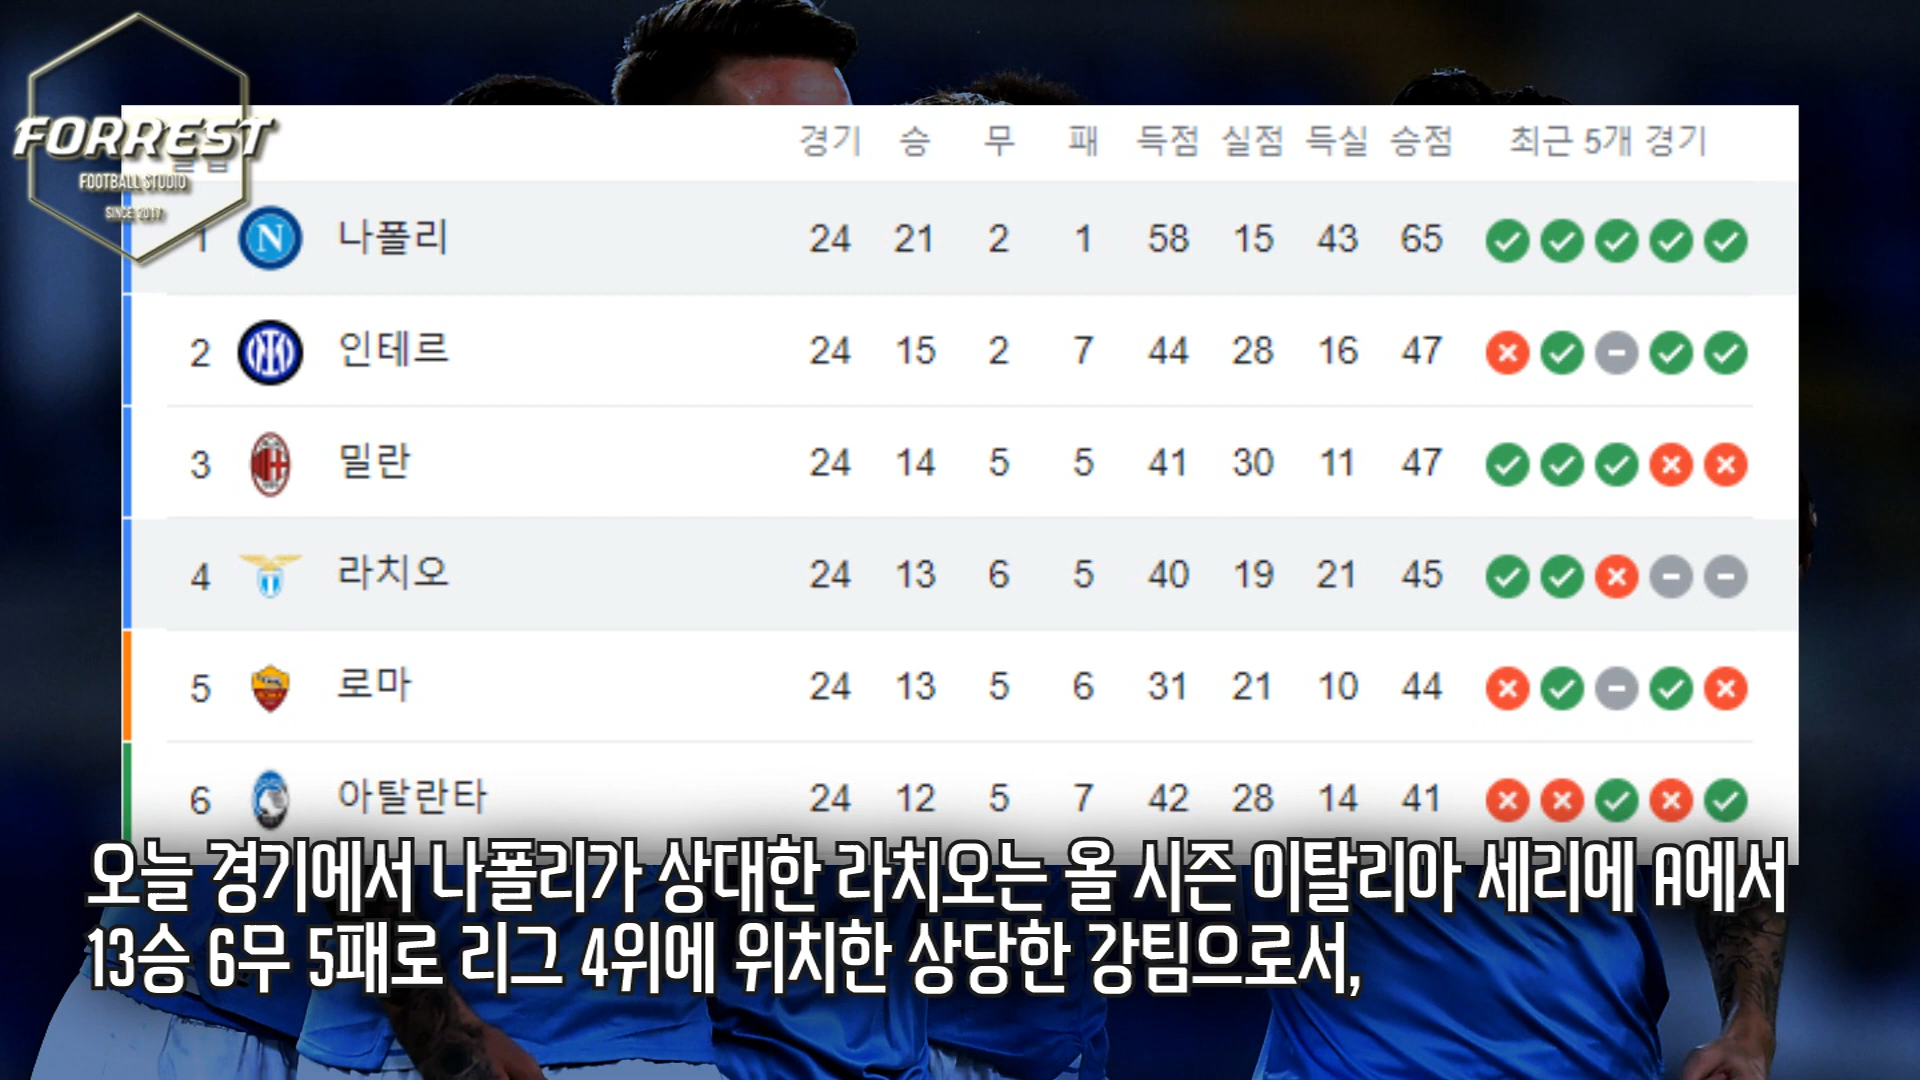 FORREST
FOOTBALL STUDIO
SINCE 2017
클럽 경기 승 무 패 득점 실점 득실 승점 최근 5개 경기
1 나폴리 24 21 2 1 58 15 43 65
2 인테르 24 15 2 7 44 28 16 47
3 밀란 24 14 5 5 41 30 11 47
4 라치오 24 13 6 5 40 19 21 45
5 로마 24 13 5 6 31 21 10 44
6 아탈란타 24 12 5 7 42 28 14 41
오늘 경기에서 나폴리가 상대한 라치오는 올 시즌 이탈리아 세리에 A에서
13승 6무 5패로 리그 4위에 위치한 상당한 강팀으로서,